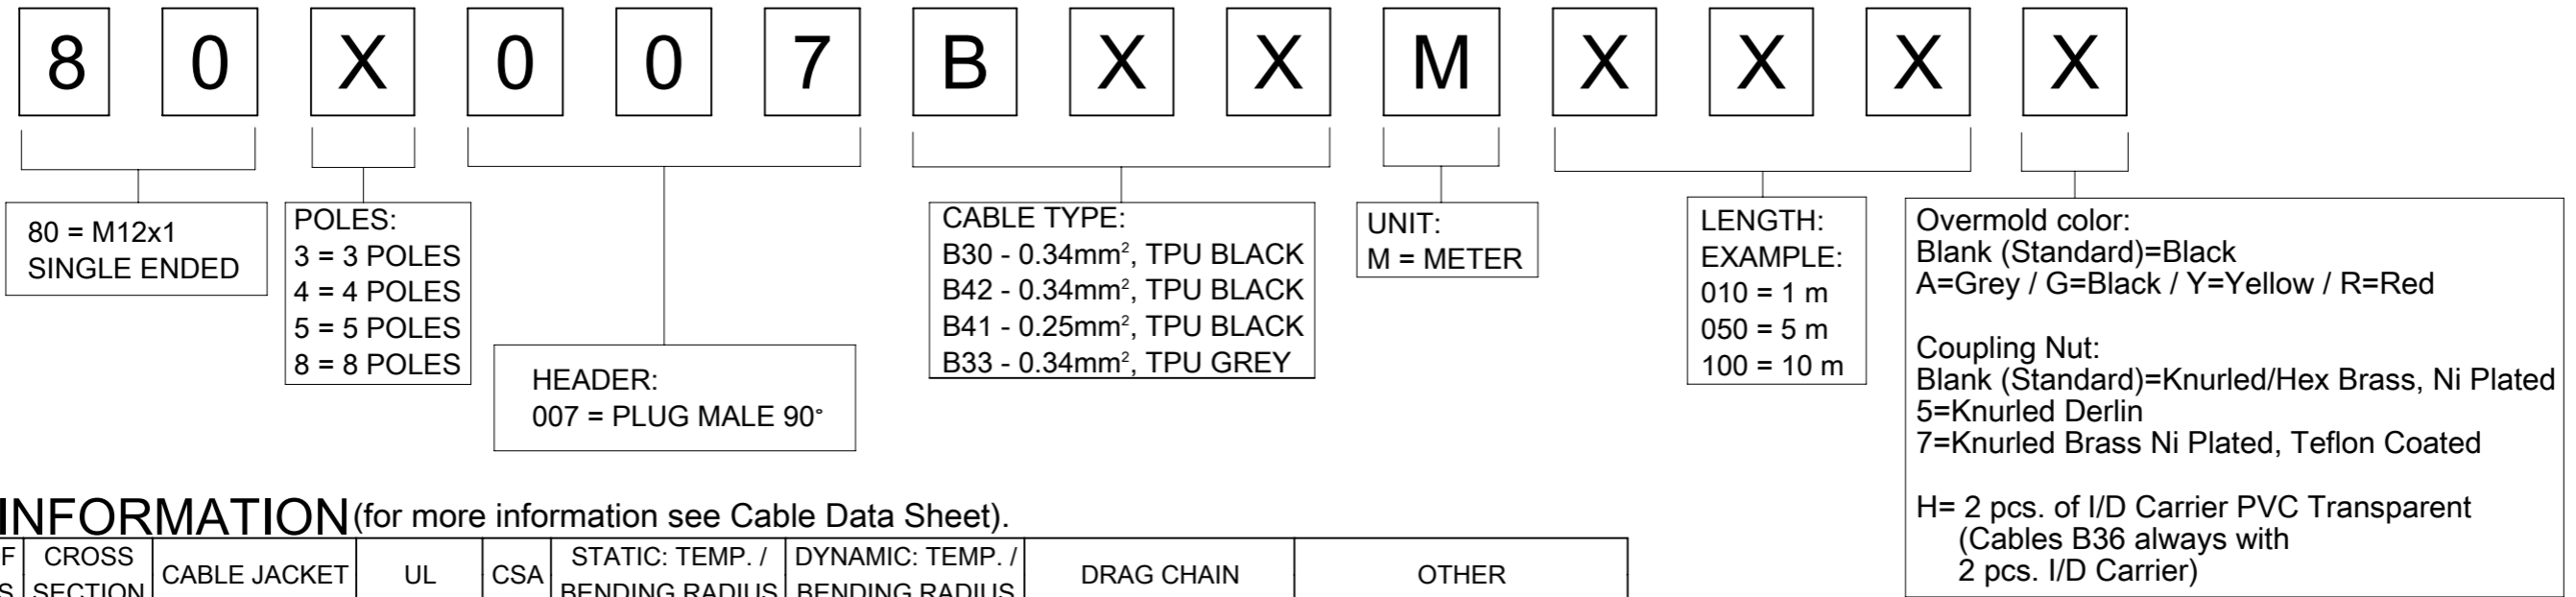 8 0 X 0 0 7 B X X M X X X X
80 = M12x1
SINGLE ENDED
POLES:
3 = 3 POLES
4 = 4 POLES
5 = 5 POLES
8 = 8 POLES
HEADER:
007 = PLUG MALE 90°
CABLE TYPE:
B30 - 0.34mm², TPU BLACK
B42 - 0.34mm², TPU BLACK
B41 - 0.25mm², TPU BLACK
B33 - 0.34mm², TPU GREY
UNIT:
M = METER
LENGTH:
EXAMPLE:
010 = 1 m
050 = 5 m
100 = 10 m
Overmold color:
Blank (Standard)=Black
A=Grey / G=Black / Y=Yellow / R=Red
Coupling Nut:
Blank (Standard)=Knurled/Hex Brass, Ni Plated
5=Knurled Derlin
7=Knurled Brass Ni Plated, Teflon Coated
H= 2 pcs. of I/D Carrier PVC Transparent
(Cables B36 always with
2 pcs. I/D Carrier)
INFORMATION (for more information see Cable Data Sheet).
CROSS
SECTION
CABLE JACKET
UL
CSA
STATIC: TEMP. /
BENDING RADIUS
DYNAMIC: TEMP. /
BENDING RADIUS
DRAG CHAIN
OTHER